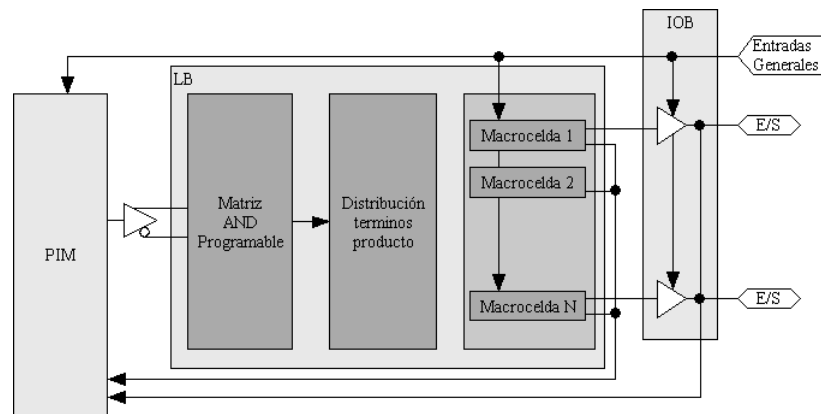 IOB
Entradas
Generales
LB
E/S
Macrocelda 1
Macrocelda 2
Matriz
AND
Programable
Distribución
terminos
producto
PIM
Macrocelda N
E/S